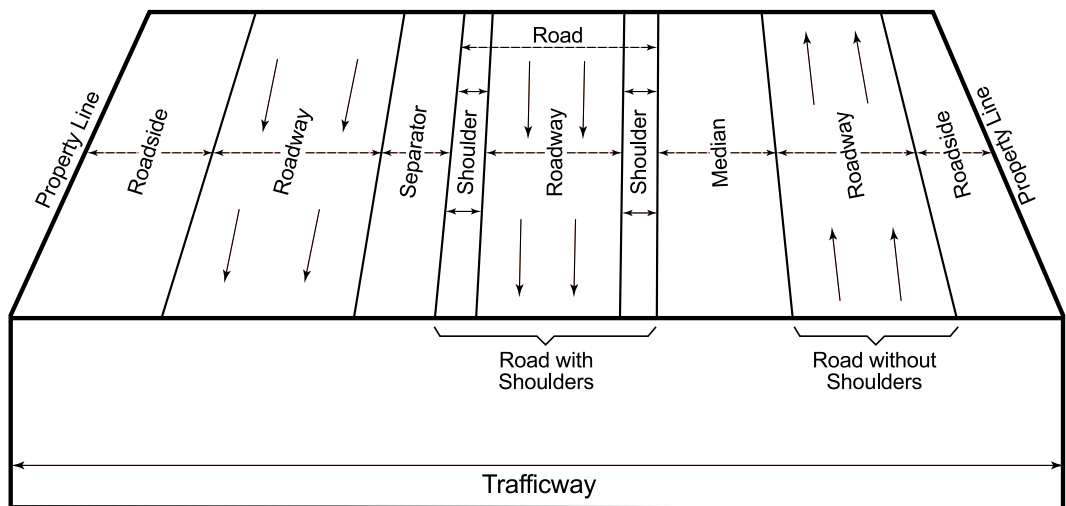 Road
Property Line
Roadside
Roadway
Separator
Shoulder
Roadway
Shoulder
Median
Roadway
Roadside
Property Line
Road with
Shoulders
Road without
Shoulders
Trafficway